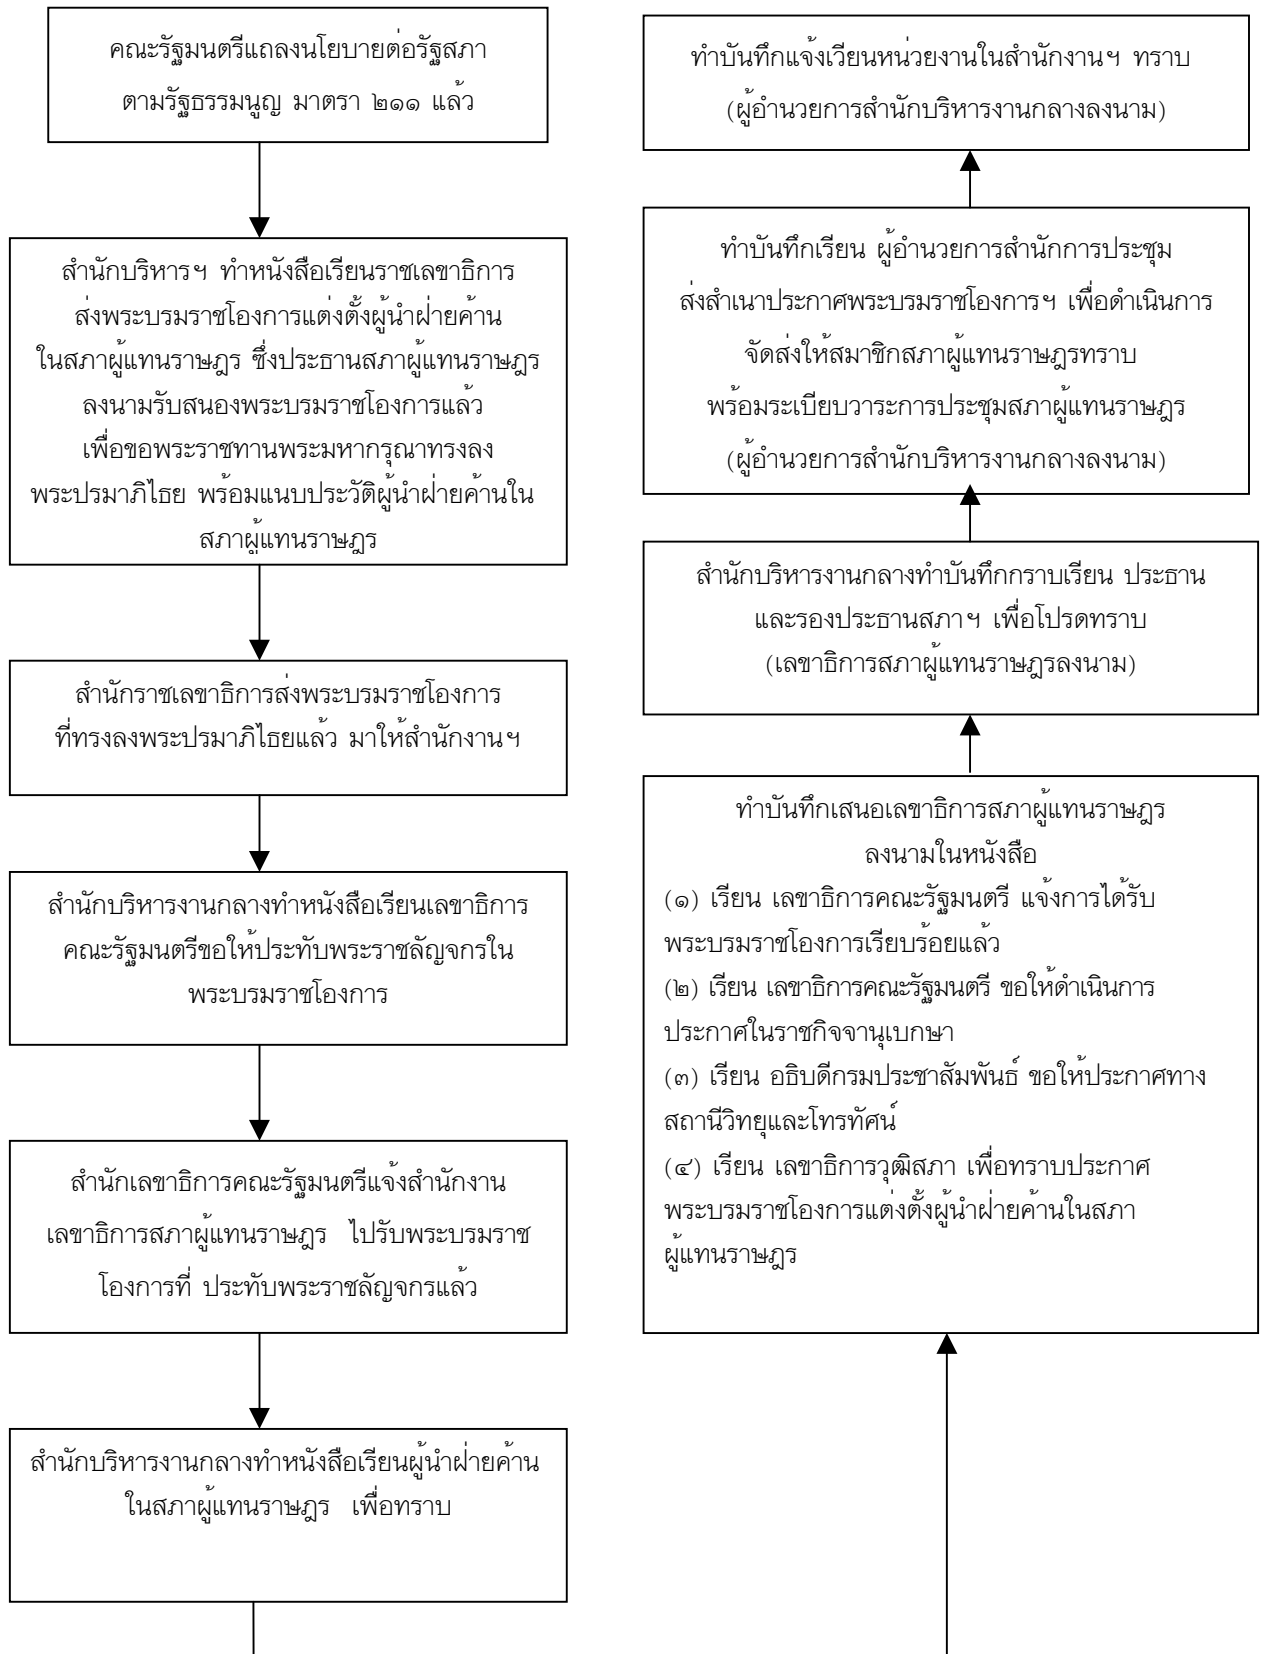 คณะรัฐมนตรีแถลงนโยบายต่อรัฐสภา
ตามรัฐธรรมนูญ มาตรา ๒๑๑ แล้ว
สำนักบริหารฯ ทำหนังสือเรียนราชเลขาธิการ
ส่งพระบรมราชโองการแต่งตั้งผู้นำฝ่ายค้าน
ในสภาผู้แทนราษฎร ซึ่งประธานสภาผู้แทนราษฎร
ลงนามรับสนองพระบรมราชโองการแล้ว
เพื่อขอพระราชทานพระมหากรุณาทรงลง
พระปรมาภิไธย พร้อมแนบประวัติผู้นำฝ่ายค้านใน
สภาผู้แทนราษฎร
สำนักราชเลขาธิการส่งพระบรมราชโองการ
ที่ทรงลงพระปรมาภิไธยแล้ว มาให้สำนักงานฯ
สำนักบริหารงานกลางทำหนังสือเรียนเลขาธิการ
คณะรัฐมนตรีขอให้ประทับพระราชลัญจกรใน
พระบรมราชโองการ
สำนักเลขาธิการคณะรัฐมนตรีแจ้งสำนักงาน
เลขาธิการสภาผู้แทนราษฎร ไปรับพระบรมราช
โองการที่ ประทับพระราชลัญจกรแล้ว
สำนักบริหารงานกลางทำหนังสือเรียนผู้นำฝ่ายค้าน
ในสภาผู้แทนราษฎร เพื่อทราบ
ทำบันทึกเสนอเลขาธิการสภาผู้แทนราษฎร
ลงนามในหนังสือ
(๑) เรียน เลขาธิการคณะรัฐมนตรี แจ้งการได้รับ
พระบรมราชโองการเรียบร้อยแล้ว
(๒) เรียน เลขาธิการคณะรัฐมนตรี ขอให้ดำเนินการ
ประกาศในราชกิจจานุเบกษา
(๓) เรียน อธิบดีกรมประชาสัมพันธ์ ขอให้ประกาศทาง
สถานีวิทยุและโทรทัศน์
(๔) เรียน เลขาธิการวุฒิสภา เพื่อทราบประกาศ
พระบรมราชโองการแต่งตั้งผู้นำฝ่ายค้านในสภา
ผู้แทนราษฎร
สำนักบริหารงานกลางทำบันทึกกราบเรียน ประธาน
และรองประธานสภาฯ เพื่อโปรดทราบ
(เลขาธิการสภาผู้แทนราษฎรลงนาม)
ทำบันทึกเรียน ผู้อำนวยการสำนักการประชุม
ส่งสำเนาประกาศพระบรมราชโองการฯ เพื่อดำเนินการ
จัดส่งให้สมาชิกสภาผู้แทนราษฎรทราบ
พร้อมระเบียบวาระการประชุมสภาผู้แทนราษฎร
(ผู้อำนวยการสำนักบริหารงานกลางลงนาม)
ทำบันทึกแจ้งเวียนหน่วยงานในสำนักงานฯ ทราบ
(ผู้อำนวยการสำนักบริหารงานกลางลงนาม)